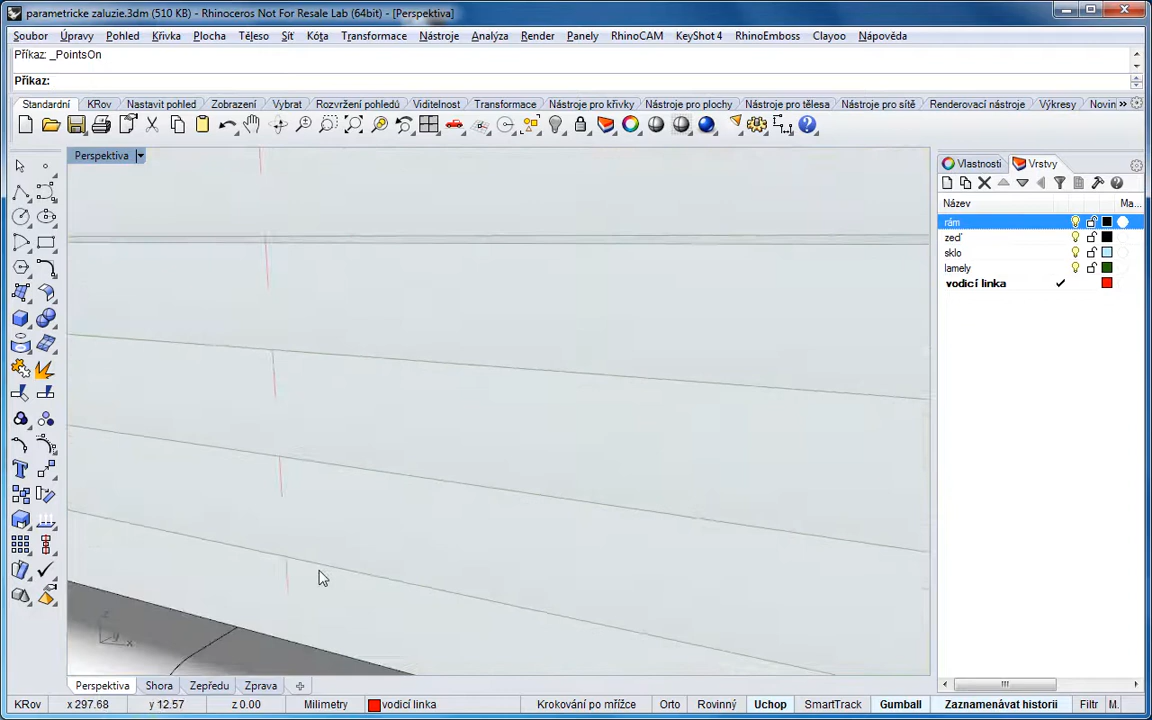 parametricke zaluzie.3dm (510 KB) - Rhinoceros Not For Resale Lab (64bit) - [Perspektiva]
Soubor Úpravy Pohled Křivka Plocha Těleso Síť Kóta Transformace Nástroje Analýza Render Panely RhinoCAM KeyShot 4 RhinoEmboss Clayoo Nápověda
Příkaz: _PointsOn
Příkaz:
Standardní KRov Nastavit pohled Zobrazení Vybrat Rozvržení pohledů Viditelnost Transformace Nástroje pro křivky Nástroje pro plochy Nástroje pro tělesa Nástroje pro sítě Renderovací nástroje Výkresy Novin »
Perspektiva
Vlastnosti Vrstvy
Název Ma...
rám
zeď
sklo
lamely
vodicí linka
z
y
x
Perspektiva Shora Zepředu Zprava
KRov x 297.68 y 12.57 z 0.00 Milimetry vodicí linka Krokování po mřížce Orto Rovinný Uchop SmartTrack Gumball Zaznamenávat historii Filtr M.